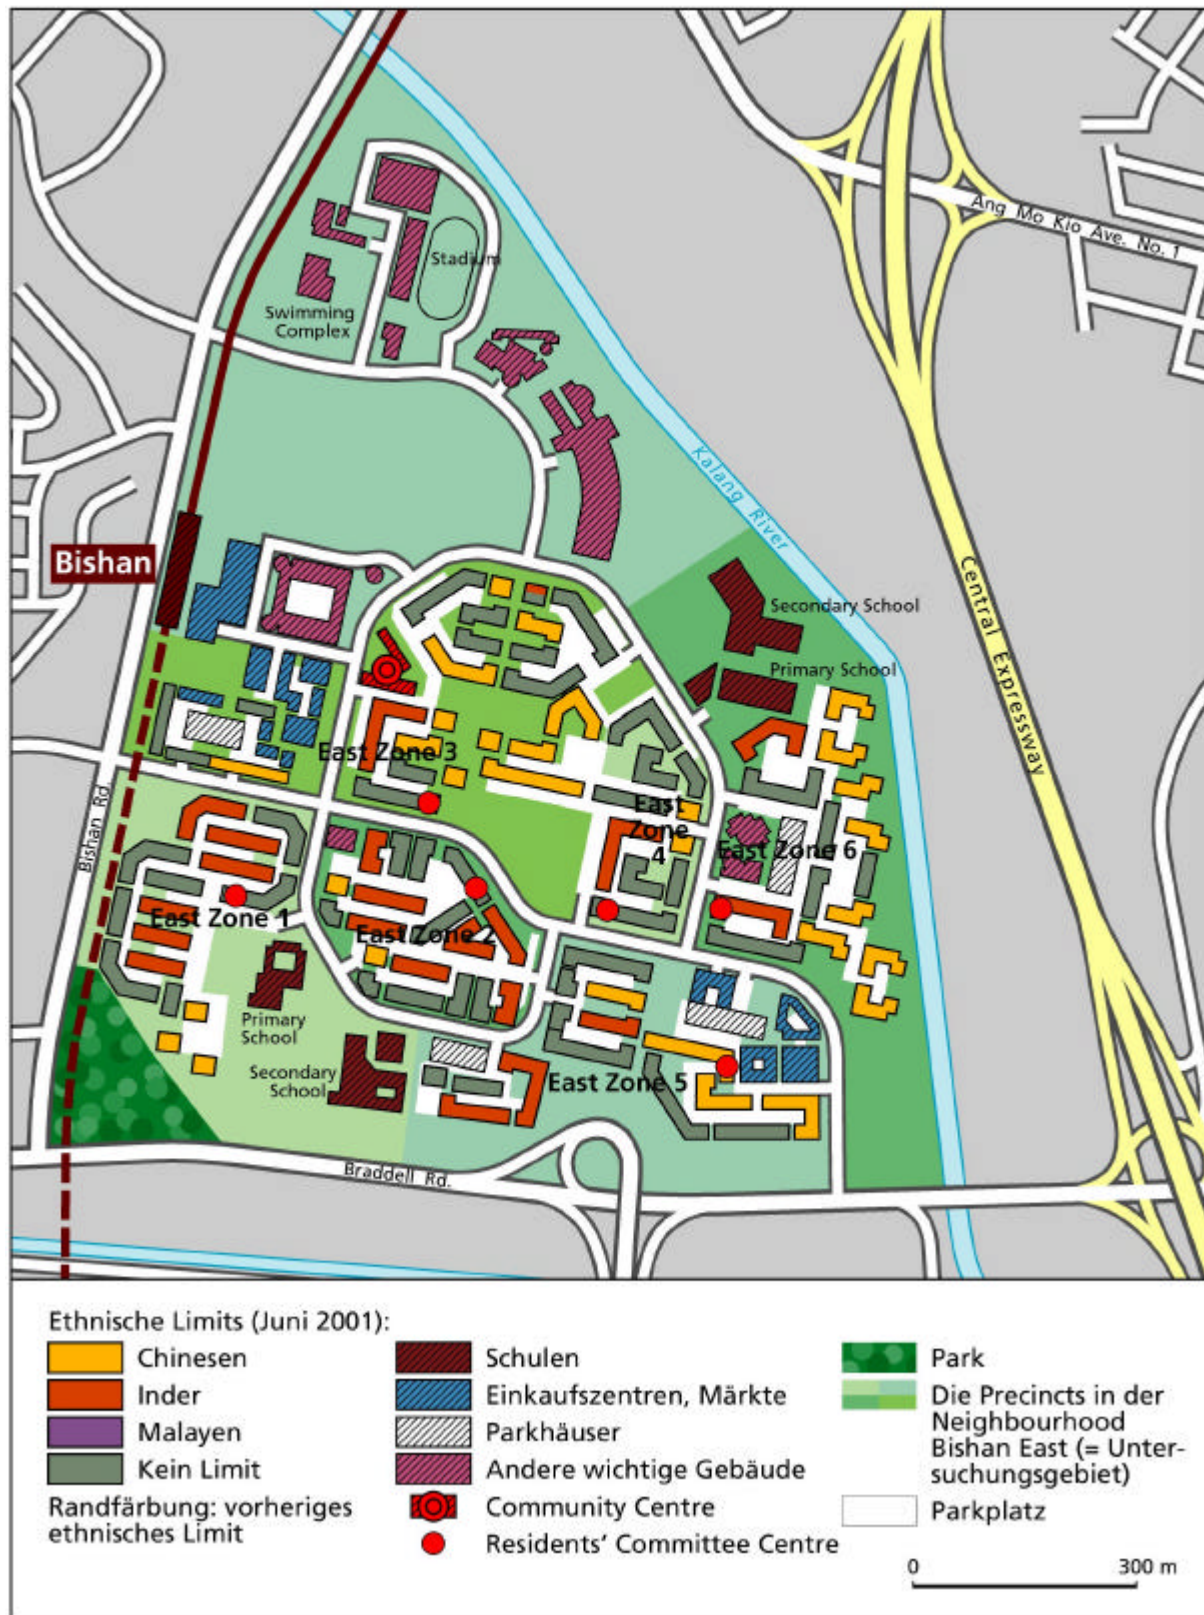 Ang Mo Kio Ave. No. 1
Stadium
Swimming
Complex
Kalang River
Bishan
Central Expressway
Secondary School
Primary School
East Zone 3
East
Zone
4
East Zone 6
Bishan Rd.
East Zone 1
East Zone 2
Primary
School
Secondary
School
East Zone 5
Braddell Rd.
Ethnische Limits (Juni 2001):
Chinesen
Inder
Malayen
Kein Limit
Randfärbung: vorheriges
ethnisches Limit
Schulen
Einkaufszentren, Märkte
Parkhäuser
Andere wichtige Gebäude
Community Centre
Residents' Committee Centre
Park
Die Precincts in der
Neighbourhood
Bishan East (= Unter-
suchungsgebiet)
Parkplatz
0 300 m